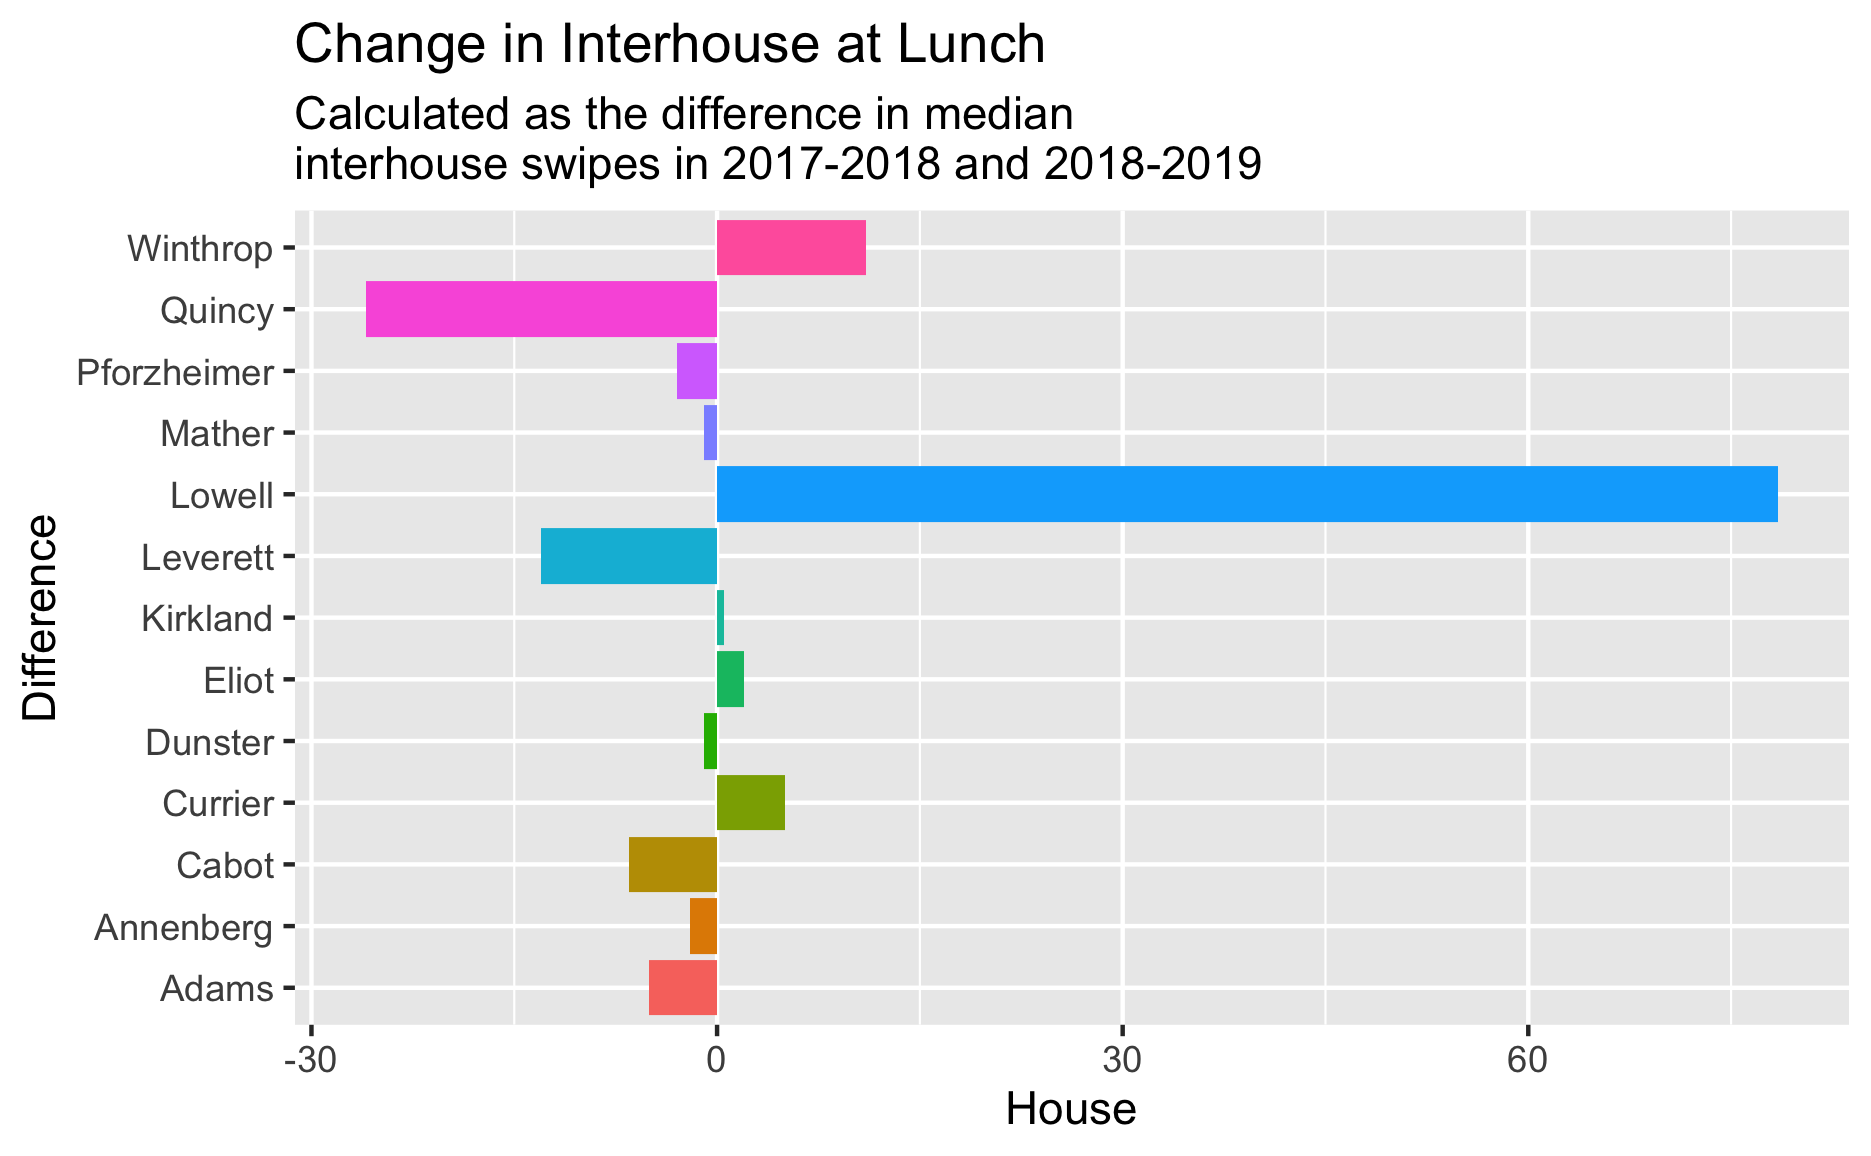 Change in Interhouse at Lunch
Calculated as the difference in median
interhouse swipes in 2017-2018 and 2018-2019
Difference
Winthrop
Quincy
Pforzheimer
Mather
Lowell
Leverett
Kirkland
Eliot
Dunster
Currier
Cabot
Annenberg
Adams
-30 0 30 60
House